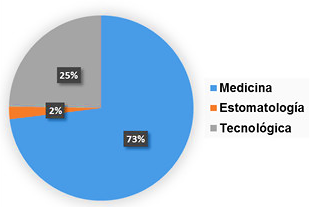 25%
2%
73%
Medicina
Estomatología
Tecnológica